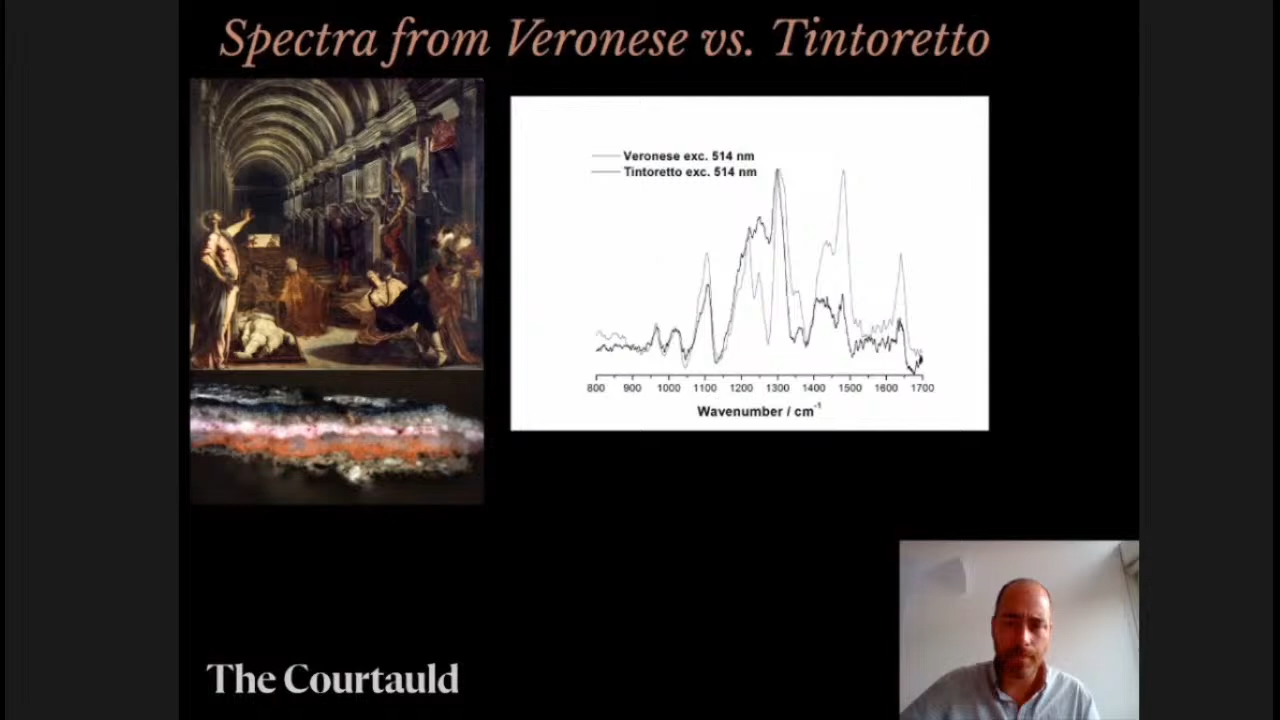 Spectra from Veronese vs. Tintoretto
Veronese exc. 514 nm
Tintoretto exc. 514 nm
800 900 1000 1100 1200 1300 1400 1500 1600 1700
Wavenumber / cm⁻¹
The Courtauld